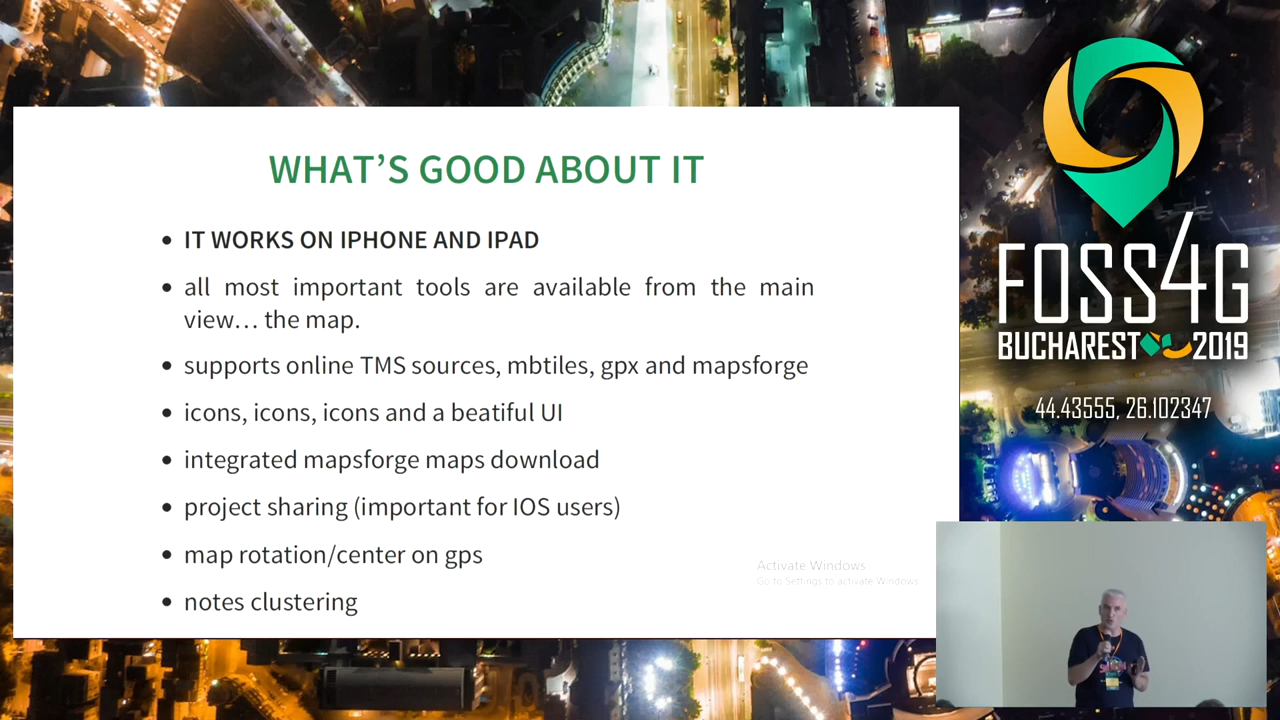 WHAT'S GOOD ABOUT IT
• IT WORKS ON IPHONE AND IPAD
• all most important tools are available from the main
view… the map.
• supports online TMS sources, mbtiles, gpx and mapsforge
• icons, icons, icons and a beatiful UI
• integrated mapsforge maps download
• project sharing (important for IOS users)
• map rotation/center on gps
• notes clustering
Activate Windows
Go to Settings to activate Windows.
FOSS4G
BUCHAREST 2019
44.43555, 26.102347